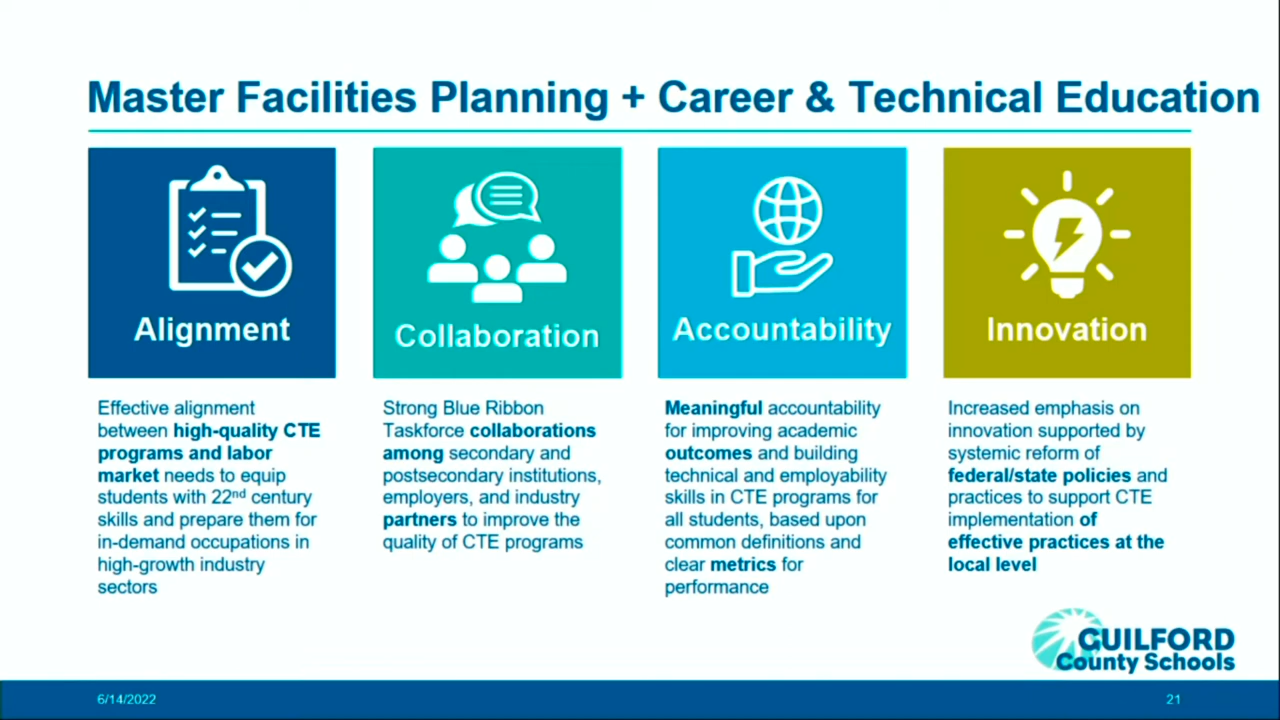 Master Facilities Planning + Career & Technical Education
Alignment
Effective alignment
between high-quality CTE
programs and labor
market needs to equip
students with 22nd century
skills and prepare them for
in-demand occupations in
high-growth industry
sectors
Collaboration
Strong Blue Ribbon
Taskforce collaborations
among secondary and
postsecondary institutions,
employers, and industry
partners to improve the
quality of CTE programs
Accountability
Meaningful accountability
for improving academic
outcomes and building
technical and employability
skills in CTE programs for
all students, based upon
common definitions and
clear metrics for
performance
Innovation
Increased emphasis on
innovation supported by
systemic reform of
federal/state policies and
practices to support CTE
implementation of
effective practices at the
local level
GUILFORD
County Schools
6/14/2022
21